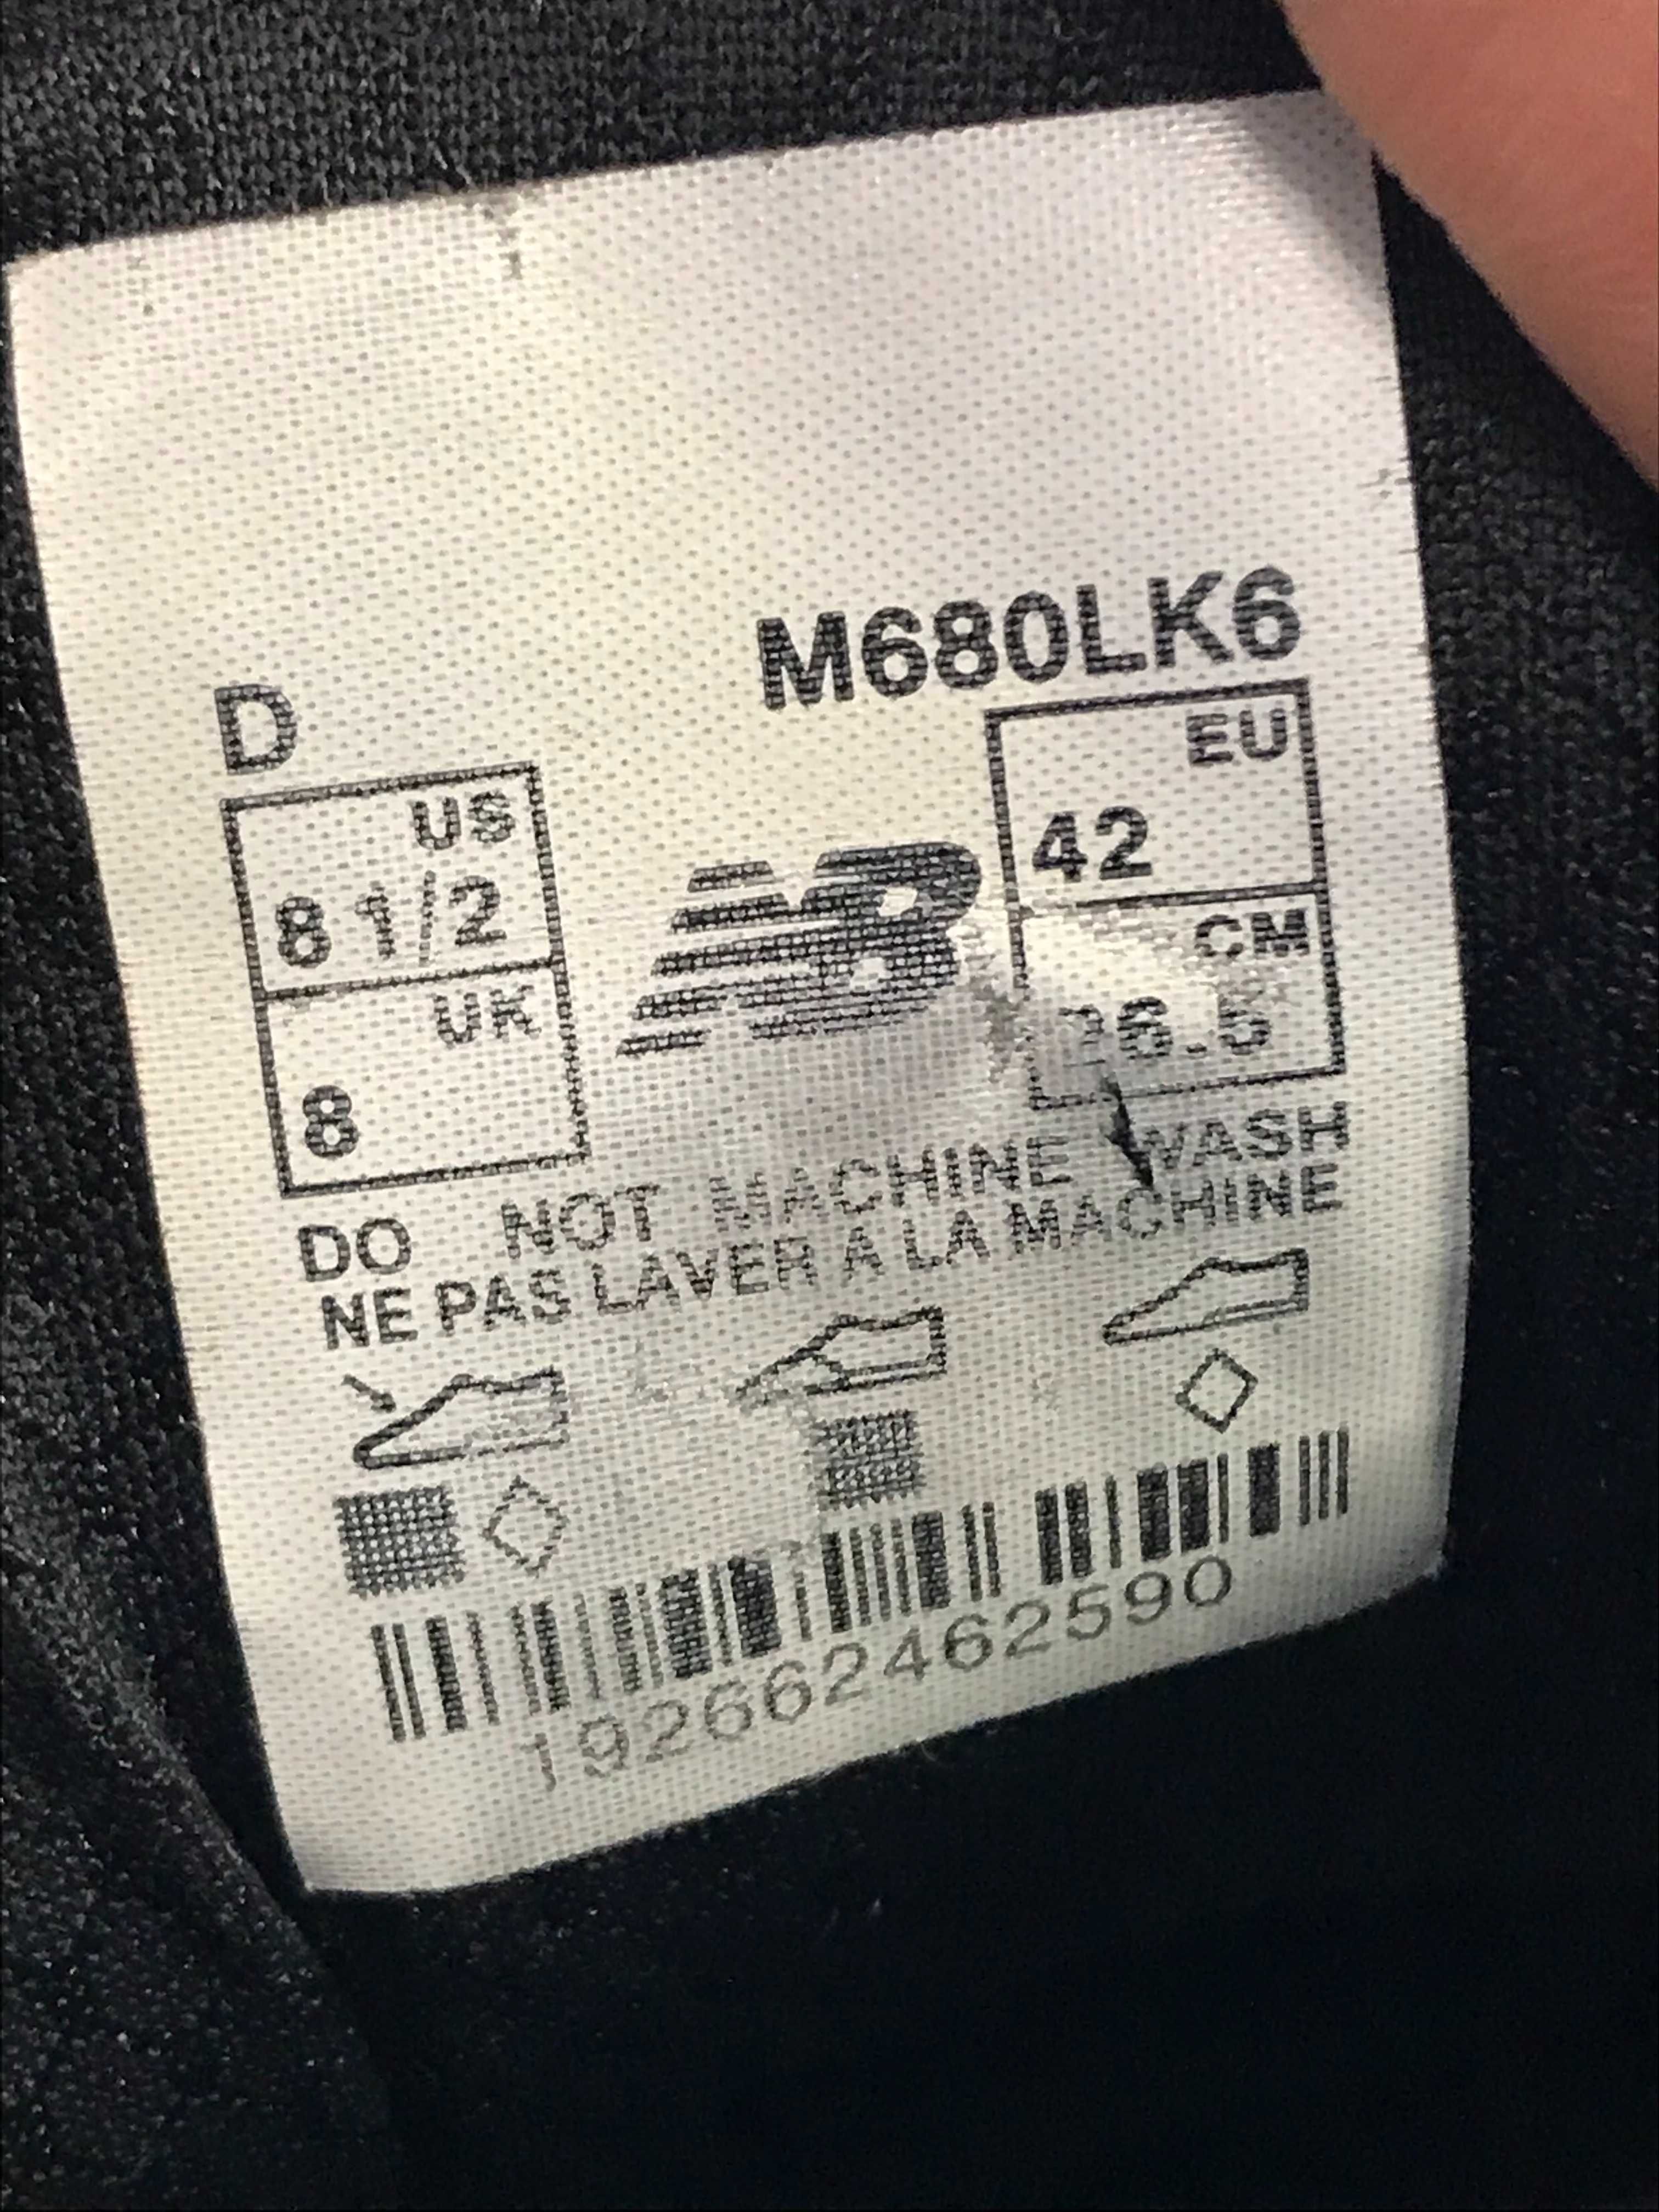 M680LK6
D
US
8 1/2
UK
8
NB
EU
42
CM
DO NOT MACHINE WASH
NE PAS LAVER A LA MACHINE
192662462590